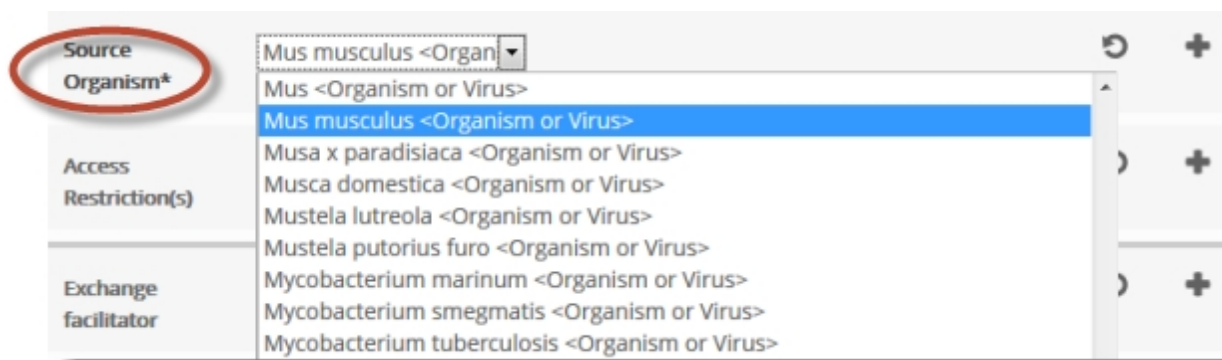 Source
Organism*
Mus musculus <Organ
Mus <Organism or Virus>
Mus musculus <Organism or Virus>
Musa x paradisiaca <Organism or Virus>
Musca domestica <Organism or Virus>
Mustela lutreola <Organism or Virus>
Mustela putorius furo <Organism or Virus>
Mycobacterium marinum <Organism or Virus>
Mycobacterium smegmatis <Organism or Virus>
Mycobacterium tuberculosis <Organism or Virus>
Access
Restriction(s)
Exchange
facilitator